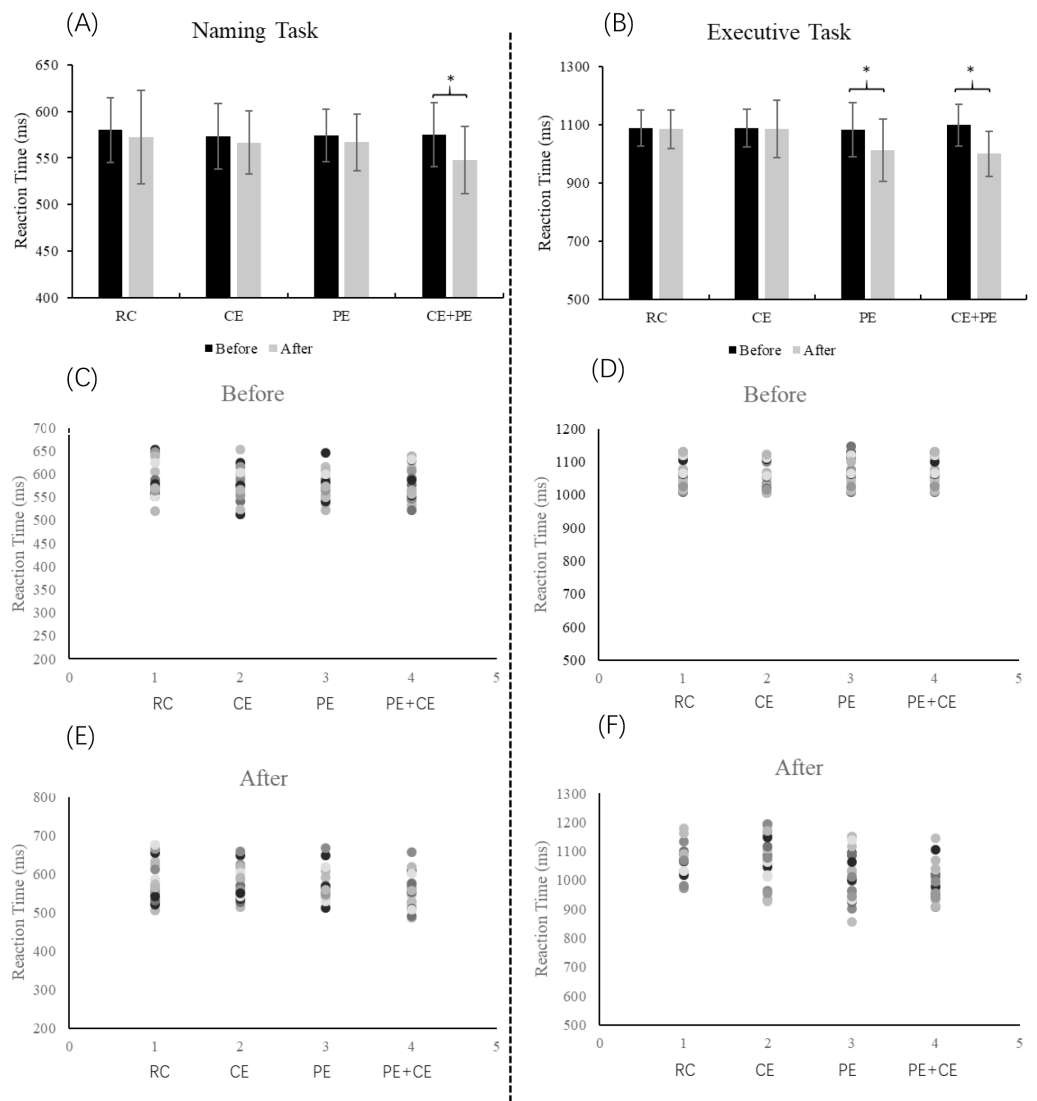 (A)
Naming Task
Reaction Time (ms)
650
600
550
500
450
400
*
RC CE PE CE+PE
Before After
(B)
Executive Task
Reaction Time (ms)
1300
1100
900
700
500
* *
RC CE PE CE+PE
Before After
(C)
Before
Reaction Time (ms)
700
650
600
550
500
450
400
350
300
250
200
0 1 2 3 4 5
RC CE PE PE+CE
(D)
Before
Reaction Time (ms)
1200
1100
1000
900
800
700
600
500
0 1 2 3 4 5
RC CE PE PE+CE
(E)
After
Reaction Time (ms)
800
700
600
500
400
300
200
0 1 2 3 4 5
RC CE PE PE+CE
(F)
After
Reaction Time (ms)
1300
1200
1100
1000
900
800
700
600
500
0 1 2 3 4 5
RC CE PE PE+CE